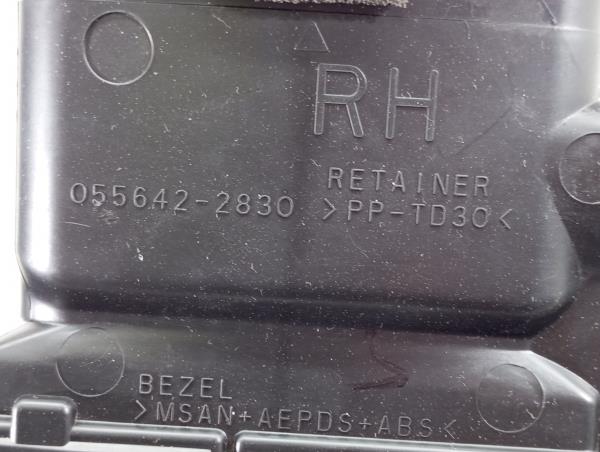 RH
RETAINER
055642-2830 >PP-TD30<
BEZEL
>MSAN+AEPDS+ABS<